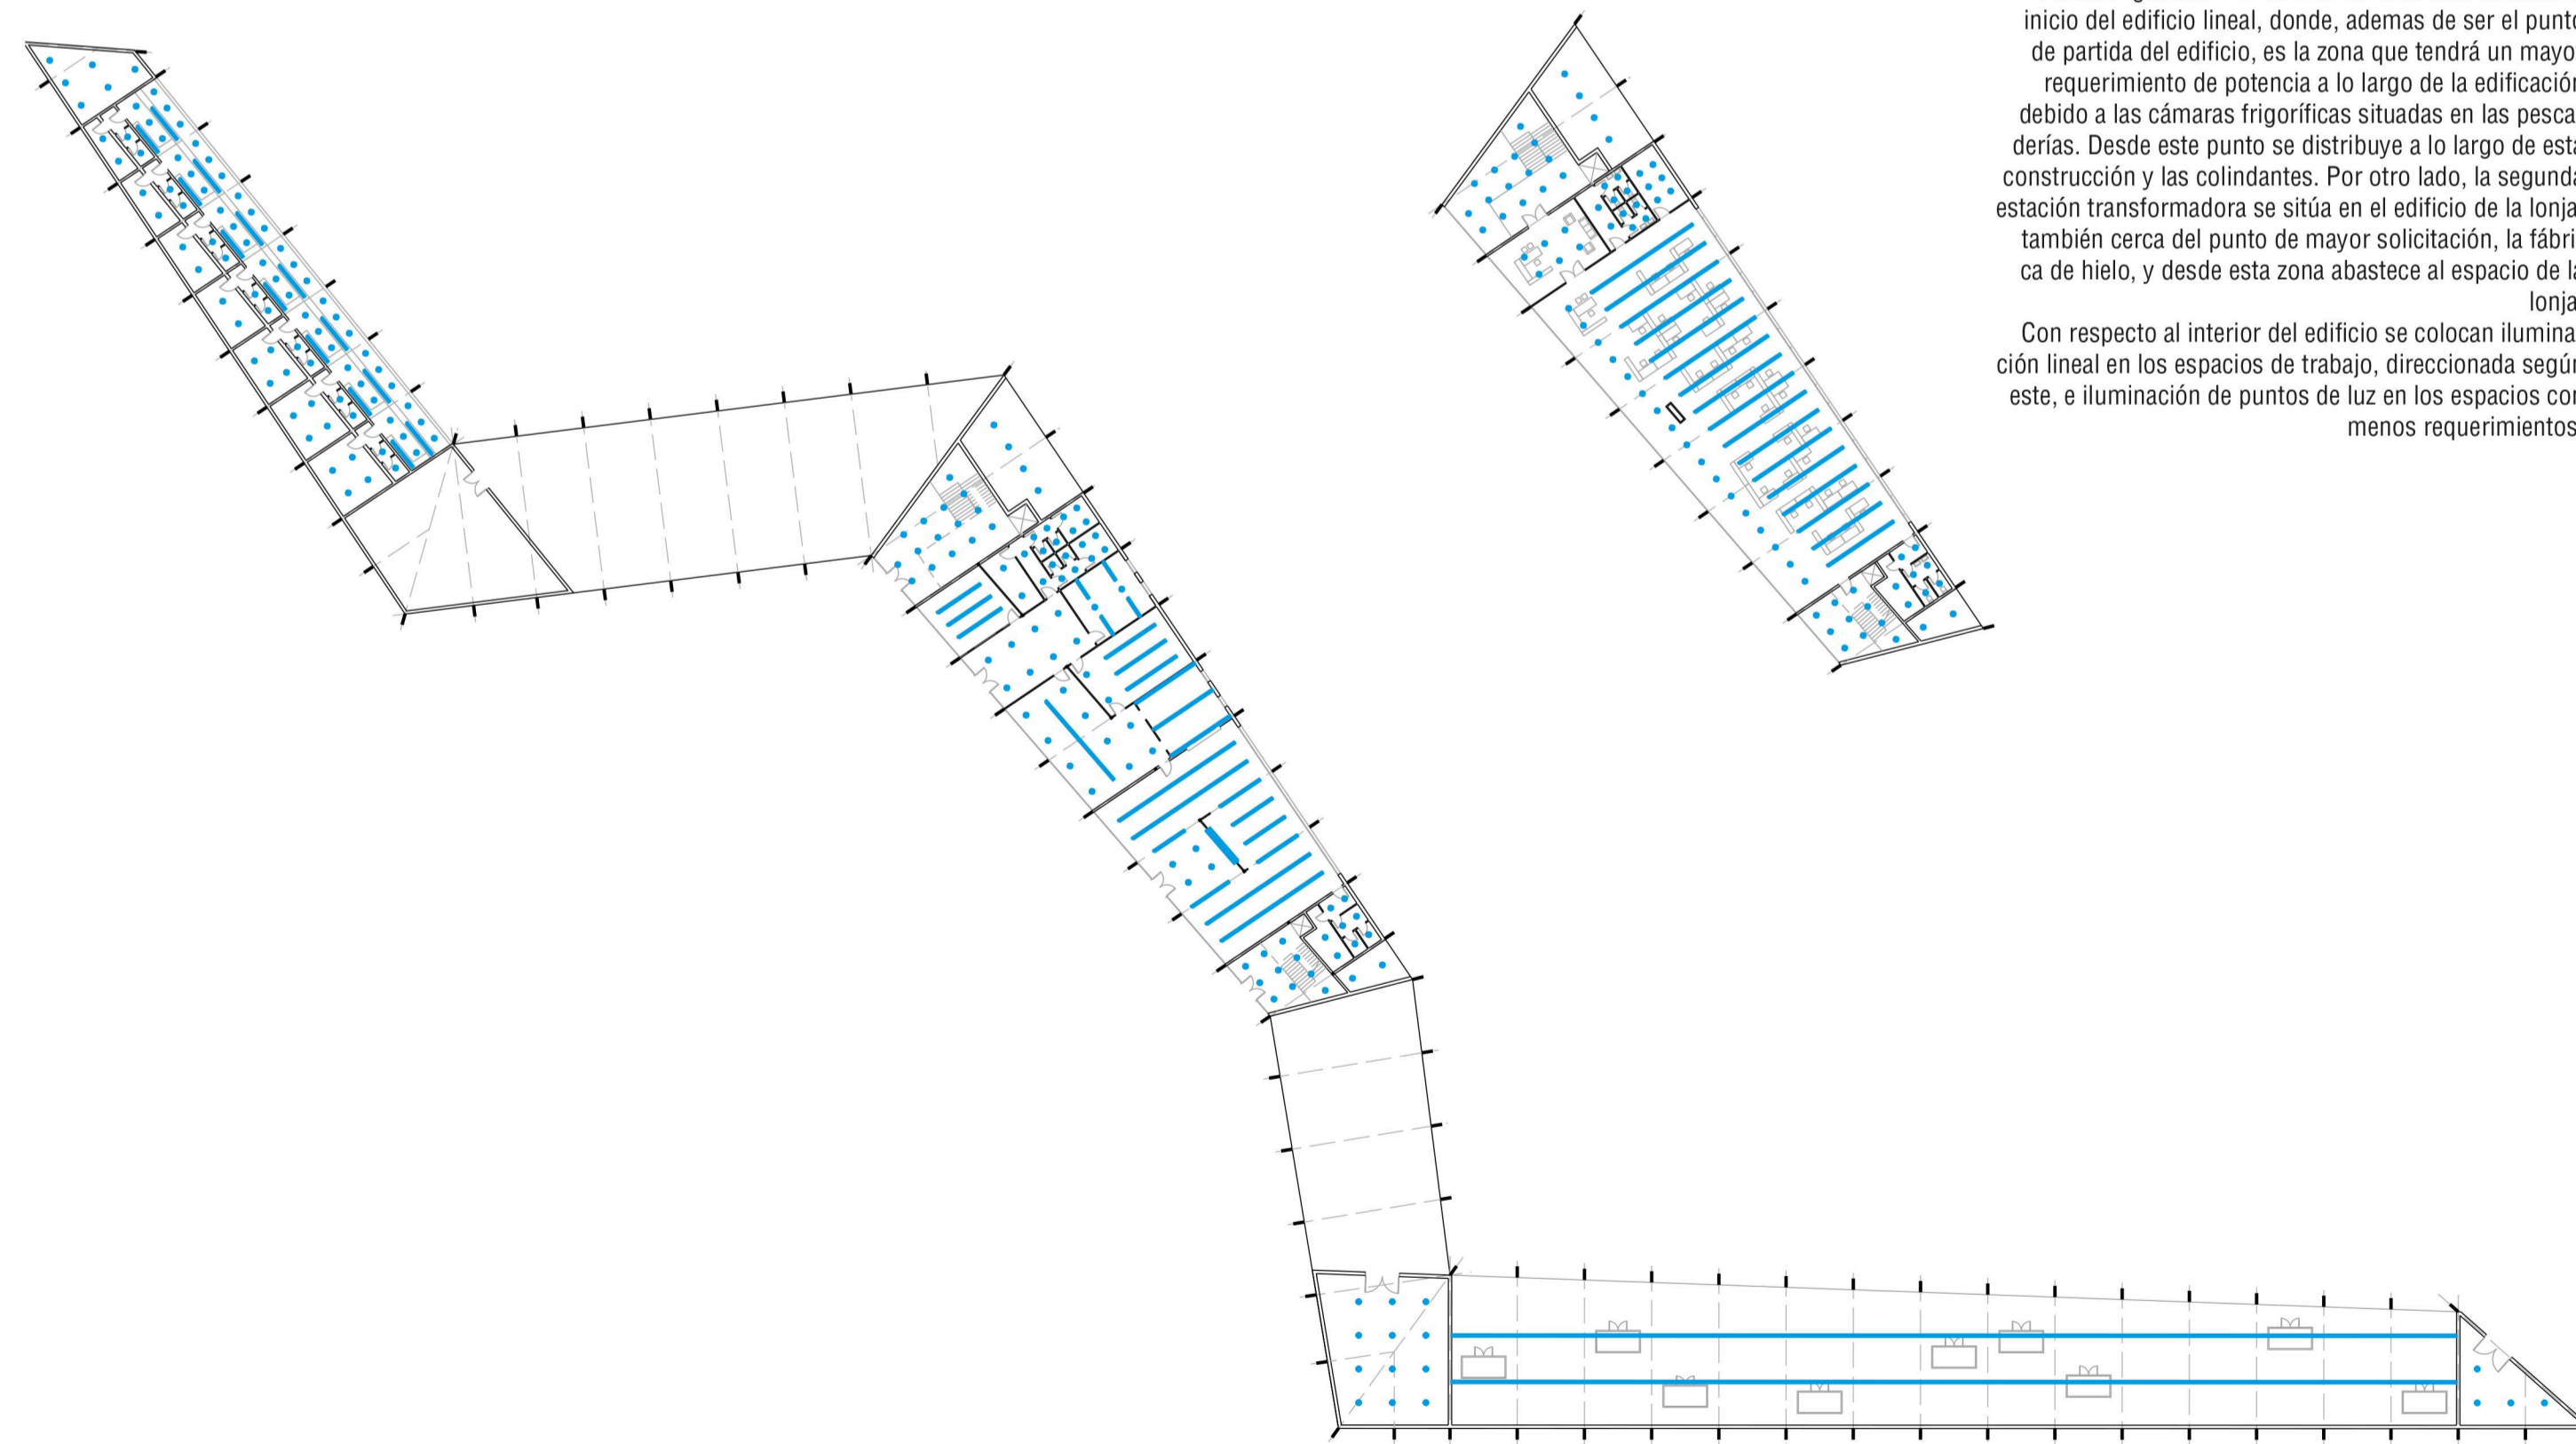 inicio del edificio lineal, donde, ademas de ser el punto
de partida del edificio, es la zona que tendrá un mayo
requerimiento de potencia a lo largo de la edificación
debido a las cámaras frigoríficas situadas en las pesca
derías. Desde este punto se distribuye a lo largo de esta
construcción y las colindantes. Por otro lado, la segunda
estación transformadora se sitúa en el edificio de la lonja
también cerca del punto de mayor solicitación, la fábri
ca de hielo, y desde esta zona abastece al espacio de la
lonja
Con respecto al interior del edificio se colocan ilumina
ción lineal en los espacios de trabajo, direccionada según
este, e iluminación de puntos de luz en los espacios con
menos requerimientos